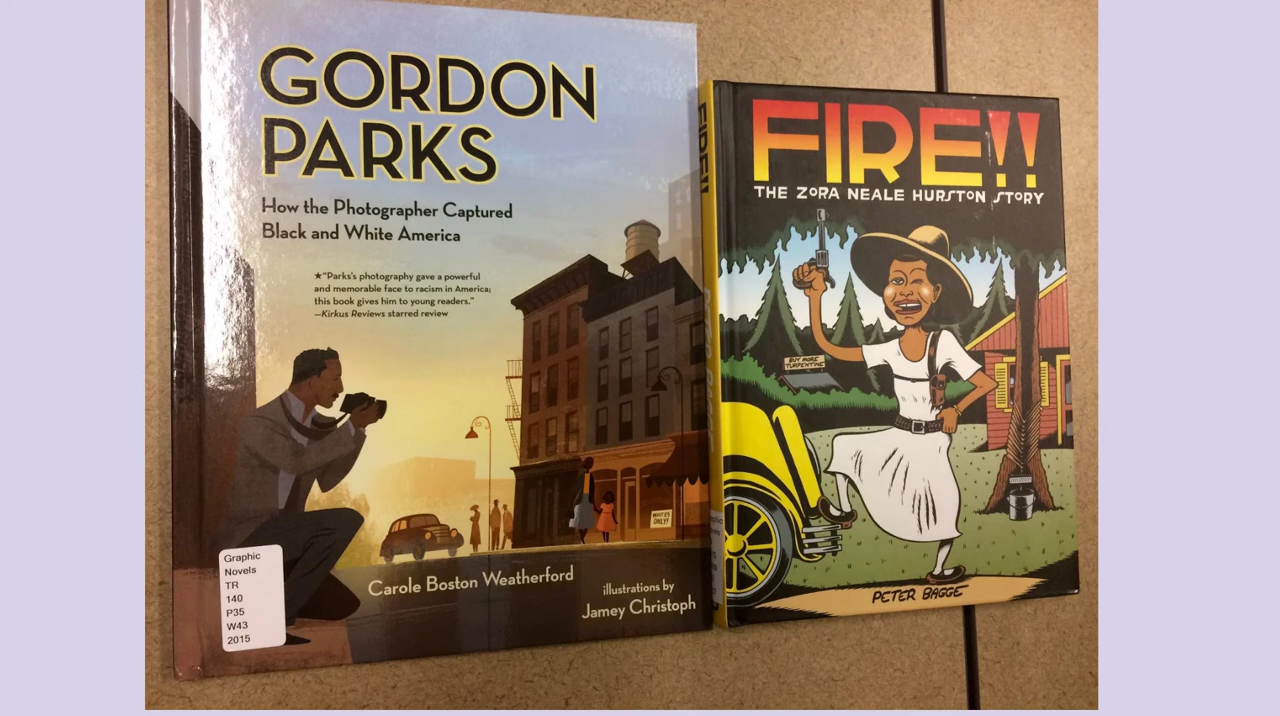 GORDON
PARKS
How the Photographer Captured
Black and White America
★"Parks's photography gave a powerful
and memorable face to racism in America;
this book gives him to young readers."
—Kirkus Reviews starred review
WHITES
ONLY!
Carole Boston Weatherford
illustrations by
Jamey Christoph
Graphic
Novels
TR
140
P35
W43
2015
FIRE!!
FIRE!!
THE ZORA NEALE HURSTON STORY
BUY MORE
TURPENTINE
PETER BAGGE